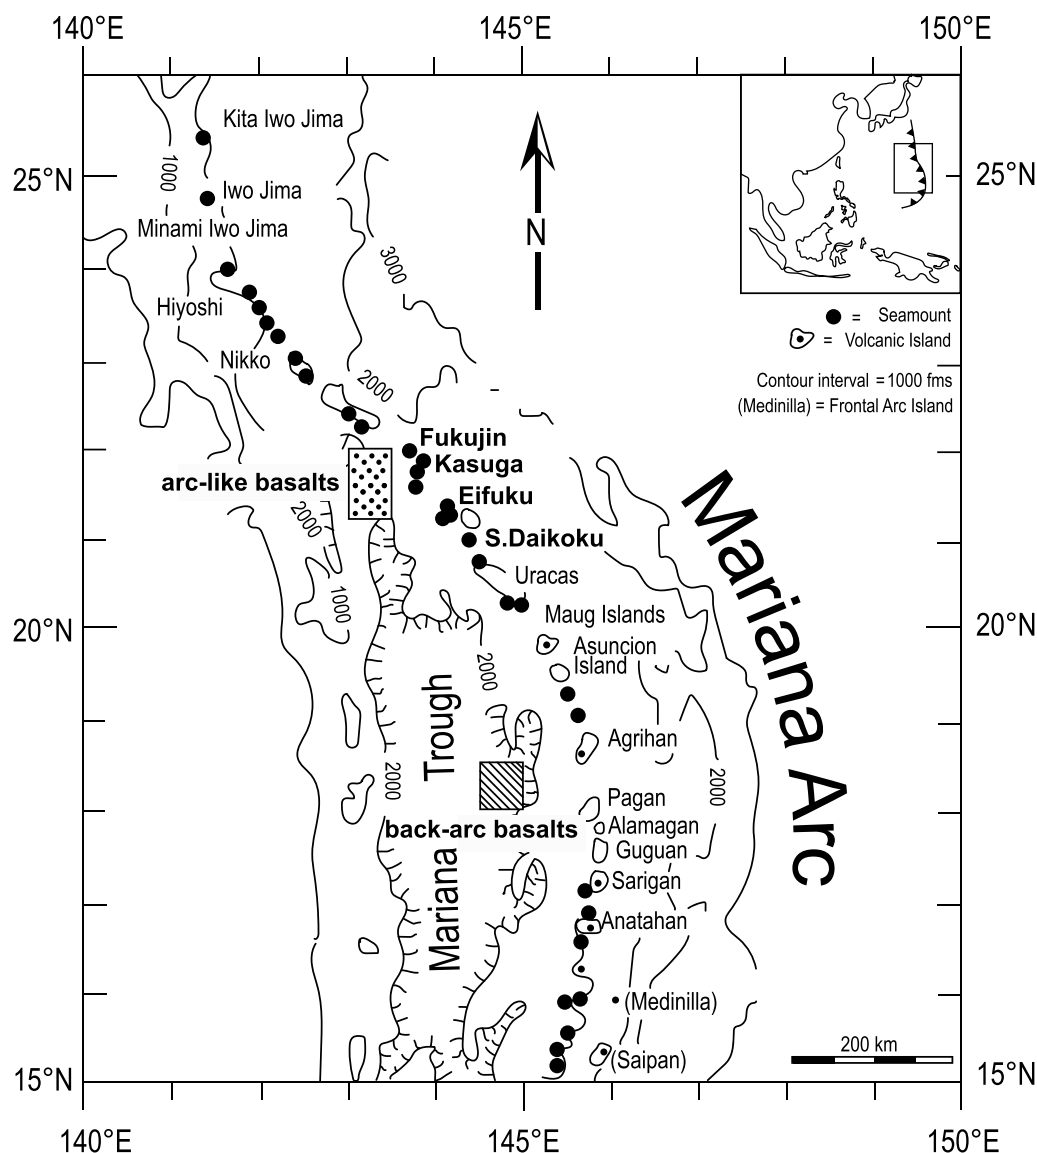 140°E
145°E
150°E
Kita Iwo Jima
1000
25°N
Iwo Jima
25°N
Minami Iwo Jima
N
3000
Hiyoshi
= Seamount
= Volcanic Island
Nikko
2000
Contour interval = 1000 fms
(Medinilla) = Frontal Arc Island
Fukujin
Kasuga
arc-like basalts
Eifuku
2000
S.Daikoku
Uracas
1000
Maug Islands
20°N
20°N
Asuncion
Island
2000
Mariana Arc
Agrihan
2000
2000
Pagan
back-arc basalts
Alamagan
Guguan
Sarigan
Mariana Trough
Anatahan
(Medinilla)
200 km
(Saipan)
15°N
15°N
140°E
145°E
150°E